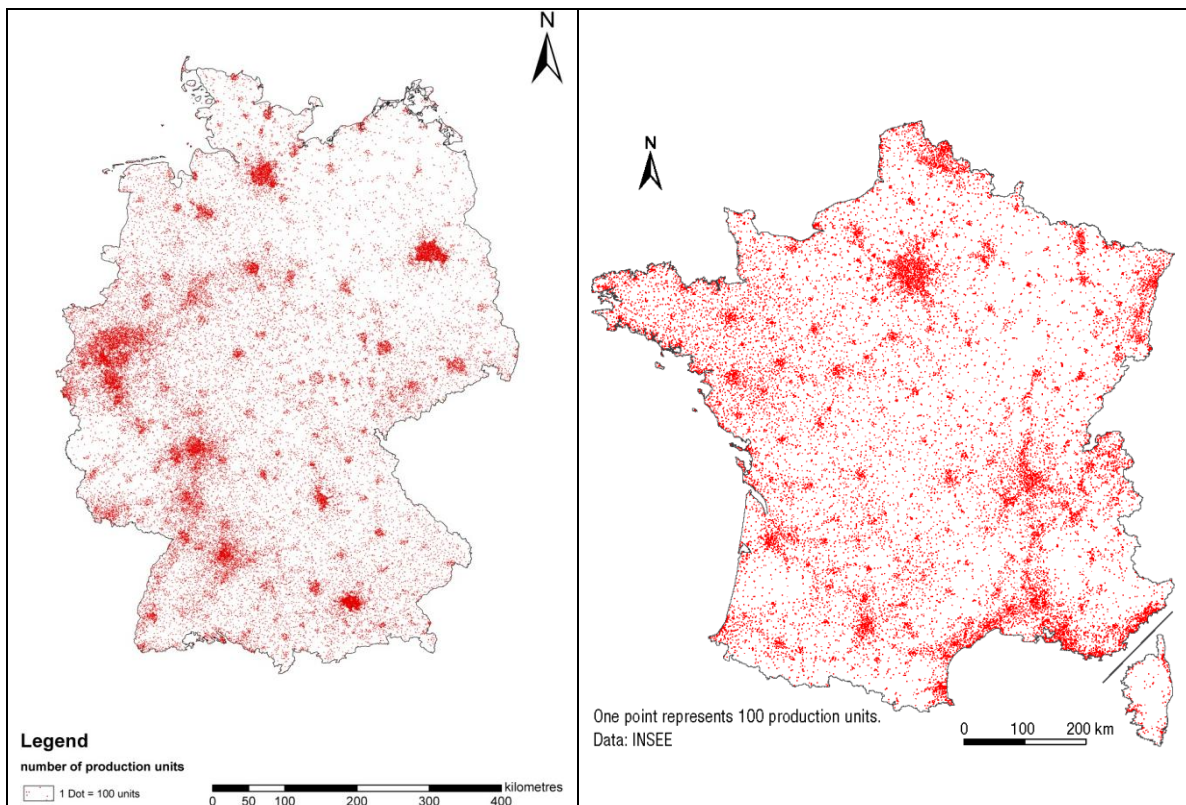 N
Legend
number of production units
1 Dot = 100 units
kilometres
0 50 100 200 300 400
N
One point represents 100 production units.
Data: INSEE
0 100 200 km